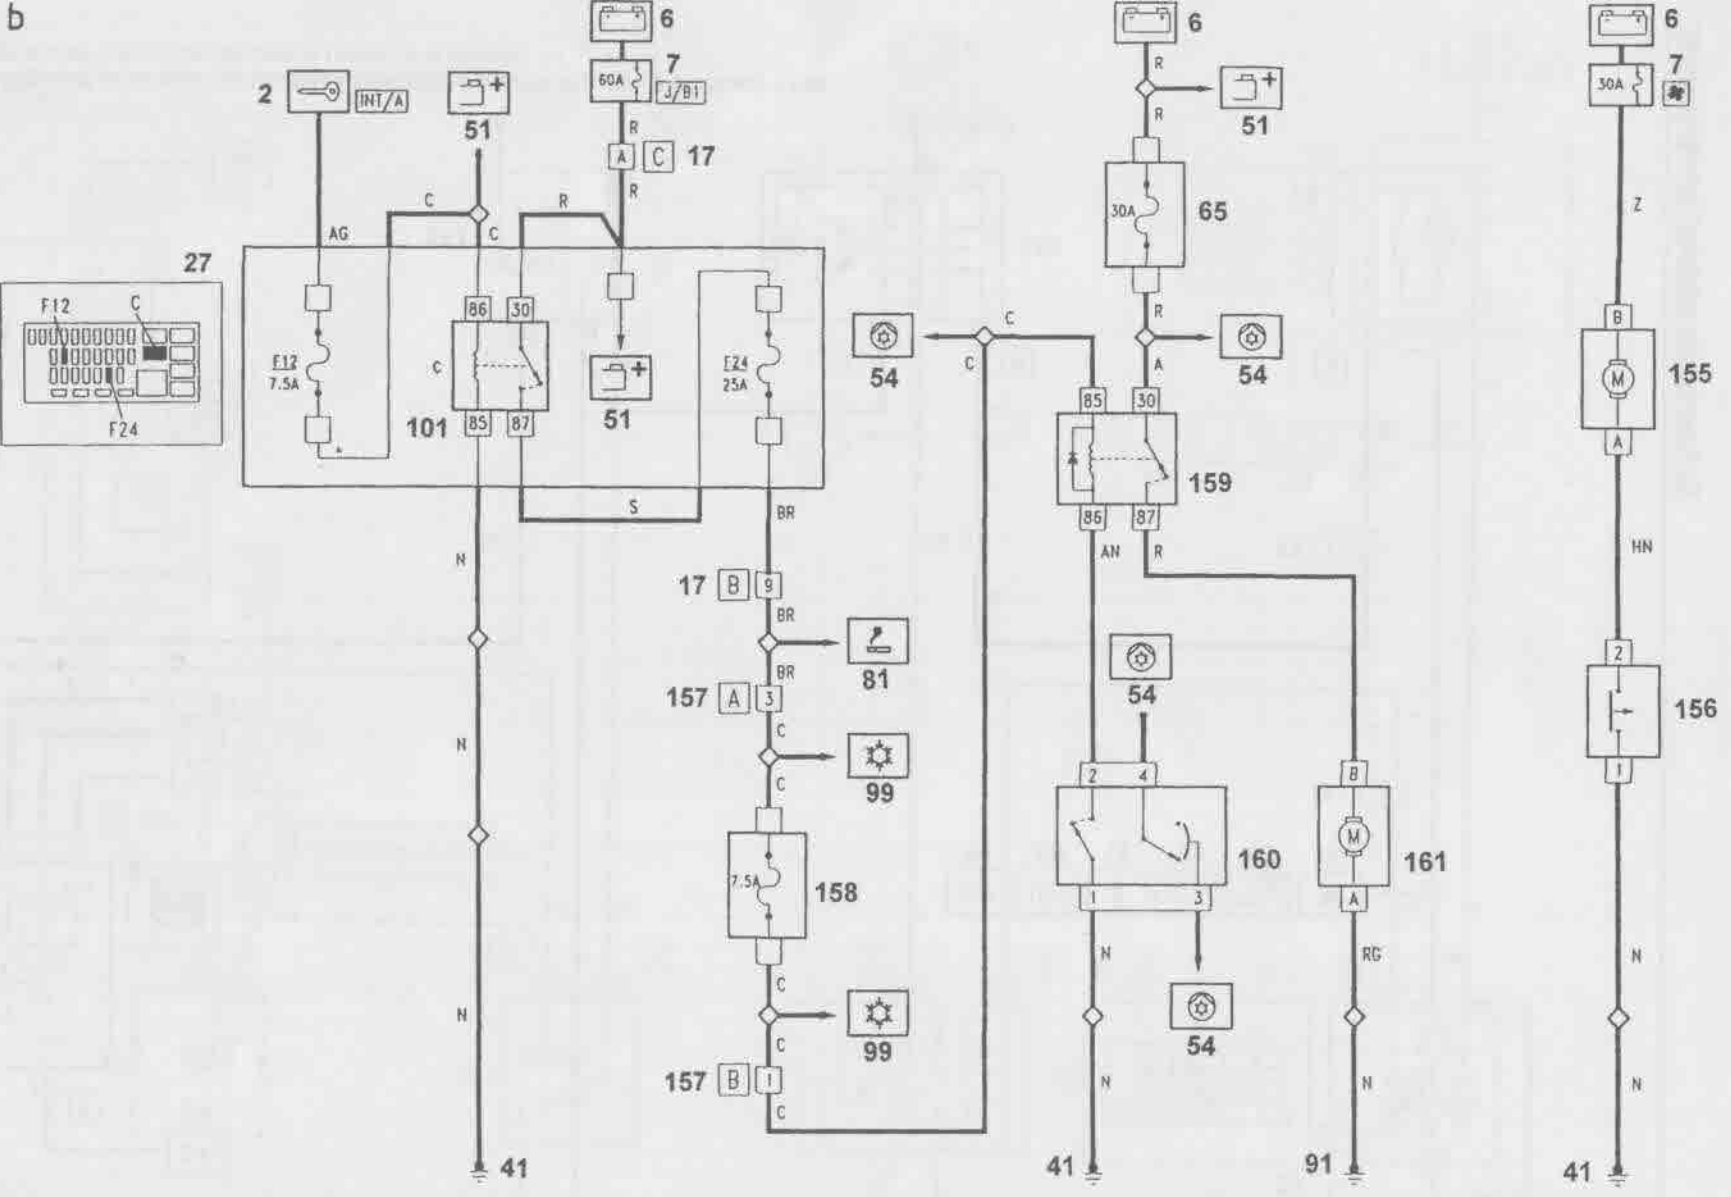 b
6
6
6
7
60A
J/B1
R
2
INT/A
51
A C 17
R
C
R
AG
C
27
F12
C
F24
F12
7.5A
86
30
C
101
85
87
+
51
F24
25A
S
BR
N
17 B 9
BR
81
BR
157 A 3
N
C
99
C
7.5A
158
N
C
99
C
157 B 1
C
41
R
51
R
30A
65
R
54
C
C
54
A
85
30
159
86
87
AN
R
54
2
4
160
1
3
B
M
161
A
N
54
RG
N
N
41
91
7
30A
Z
B
M
155
A
HN
2
156
1
N
N
41